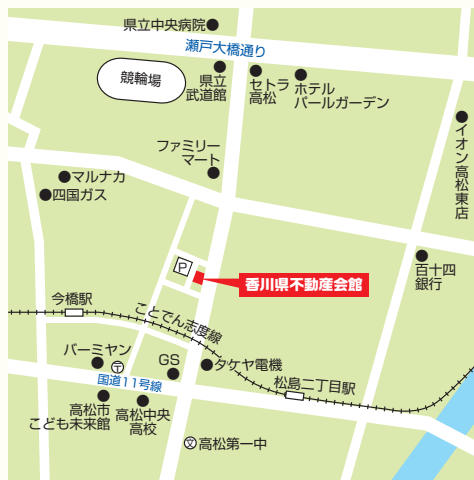 県立中央病院
瀬戸大橋通り
競輪場
県立
武道館
セトラ
高松
ホテル
パールガーデン
イオン高松東店
ファミリー
マート
マルナカ
四国ガス
P
香川県不動産会館
百十四
銀行
今橋駅
ことでん志度線
バーミヤン
〒
GS
タケヤ電機
国道11号線
松島二丁目駅
高松市
こども未来館
高松中央
高校
文
高松第一中